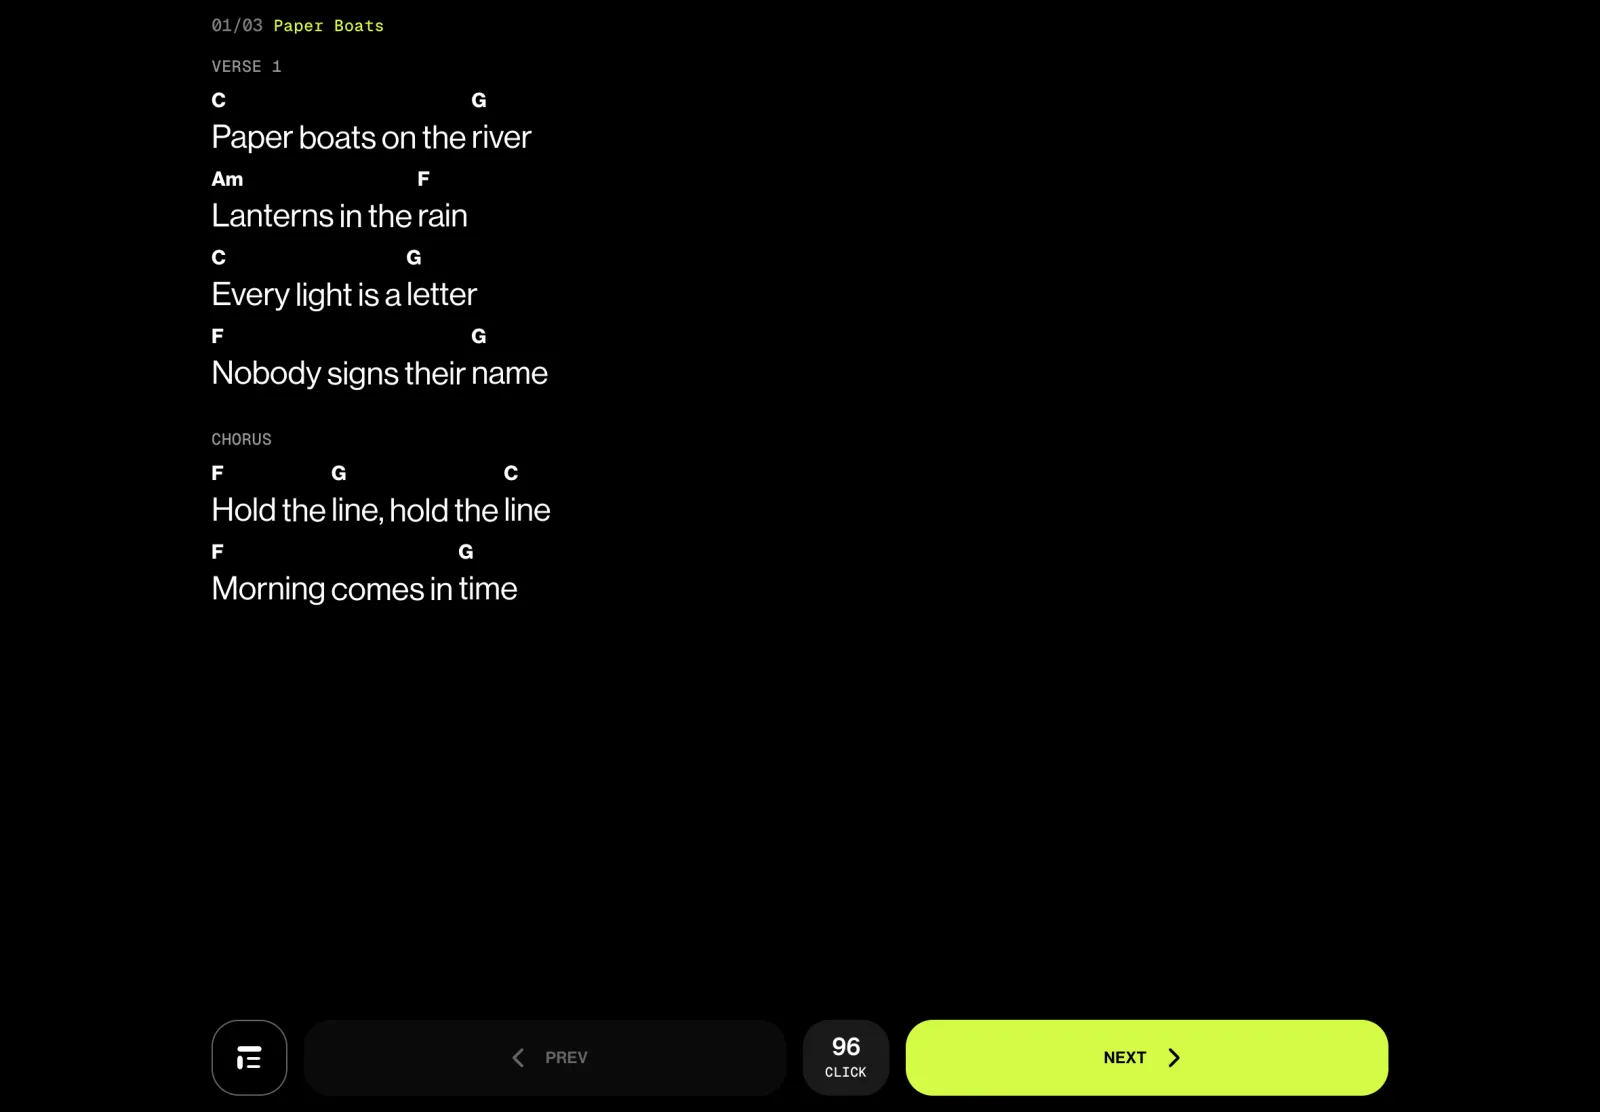 01/03 Paper Boats
VERSE 1
C G
Paper boats on the river
Am F
Lanterns in the rain
C G
Every light is a letter
F G
Nobody signs their name
CHORUS
F G C
Hold the line, hold the line
F G
Morning comes in time
PREV
96
CLICK
NEXT